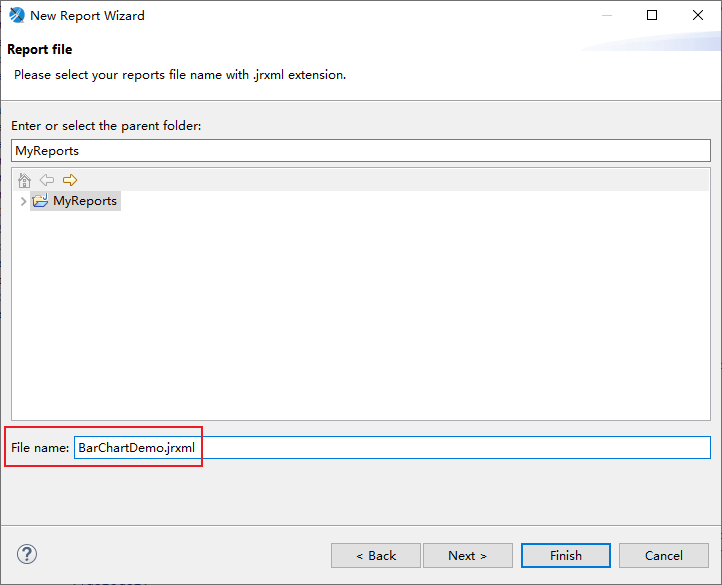 New Report Wizard
Report file
Please select your reports file name with .jrxml extension.
Enter or select the parent folder:
MyReports
MyReports
File name: BarChartDemo.jrxml
? < Back Next > Finish Cancel